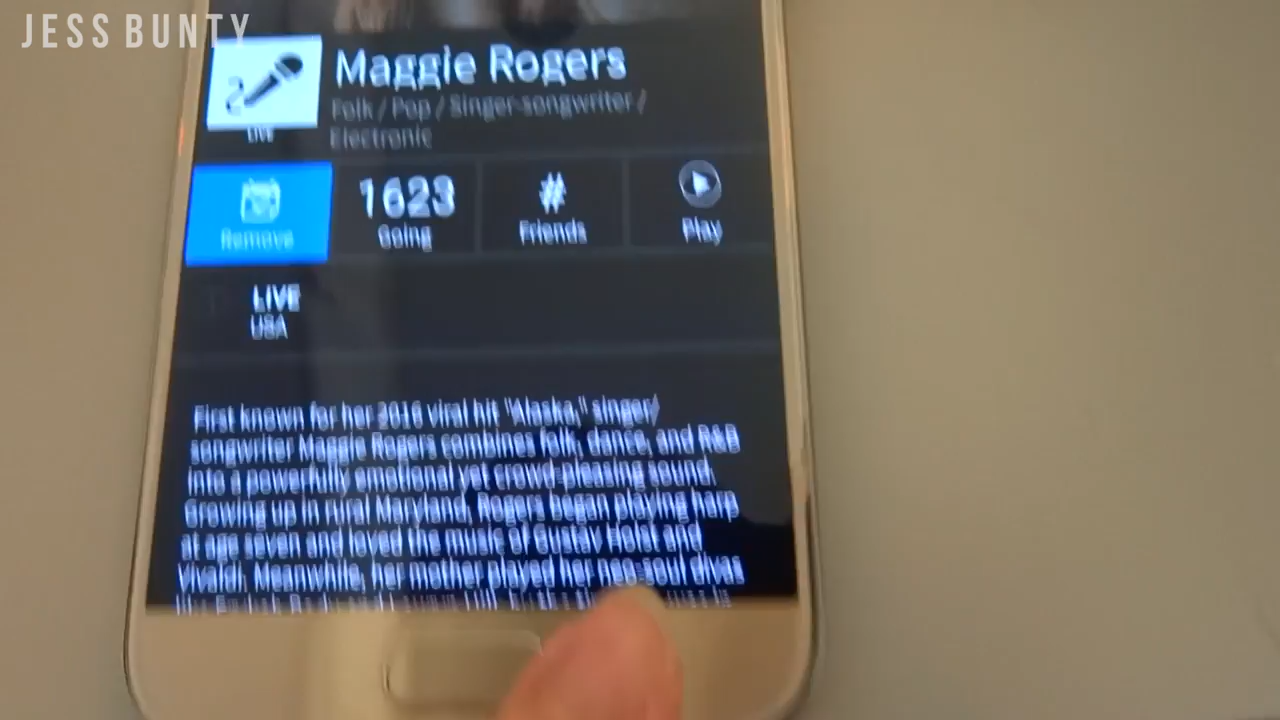 JESS BUNTY
Maggie Rogers
Folk / Pop / Singer-songwriter /
Electronic
LIVE
Remove
1623
Going
#
Friends
Play
LIVE
USA
First known for her 2016 viral hit "Alaska," singer/
songwriter Maggie Rogers combines folk, dance, and R&B
into a powerfully emotional yet crowd-pleasing sound.
Growing up in rural Maryland, Rogers began playing harp
at age seven and loved the music of Gustav Holst and
Vivaldi. Meanwhile, her mother played her neo-soul divas